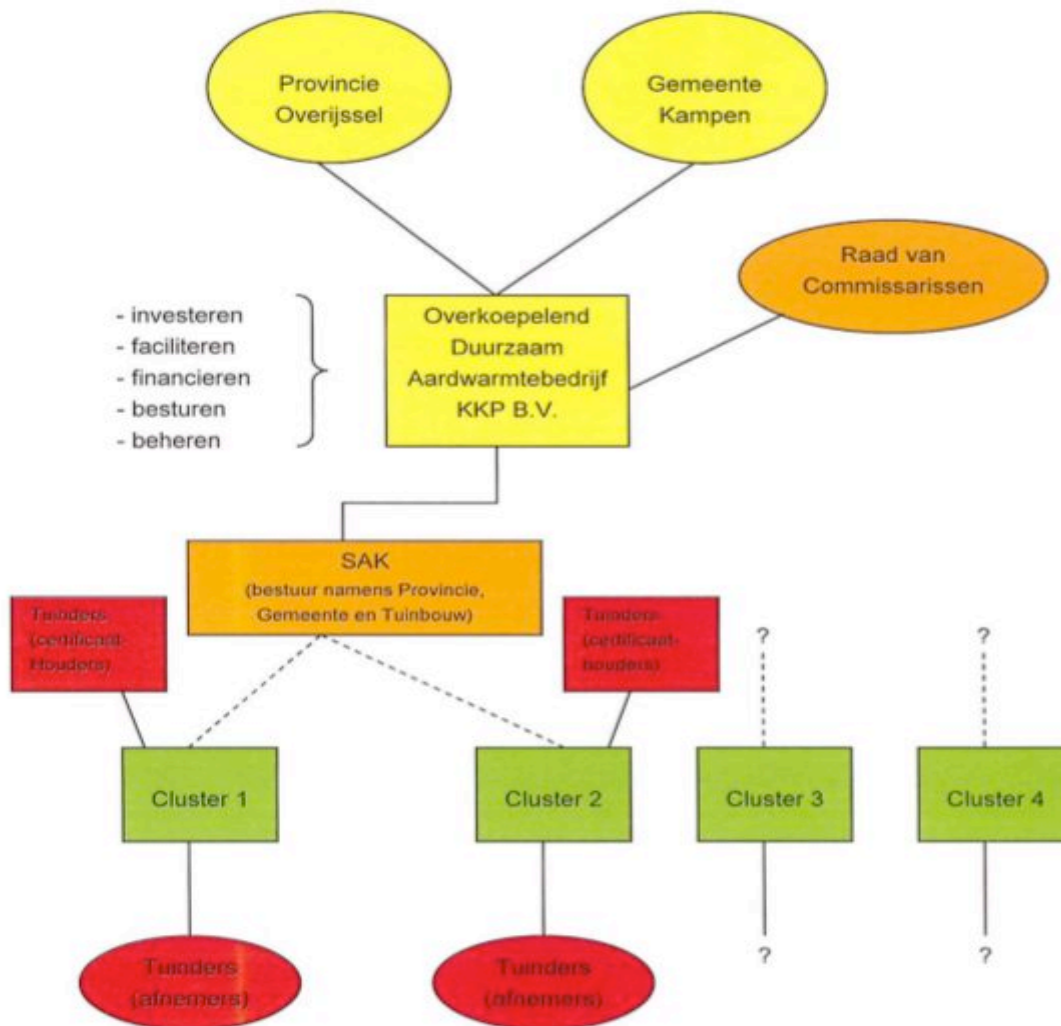 Provincie
Overijssel
Gemeente
Kampen
Raad van
Commissarissen
- investeren
- faciliteren
- financieren
- besturen
- beheren
Overkoepelend
Duurzaam
Aardwarmtebedrijf
KKP B.V.
SAK
(bestuur namens Provincie,
Gemeente en Tuinbouw)
Tuinders
(certificaat-
Houders)
Tuinders
(certificaat-
houders)
?
?
Cluster 1
Cluster 2
Cluster 3
Cluster 4
Tuinders
(afnemers)
Tuinders
(afnemers)
?
?